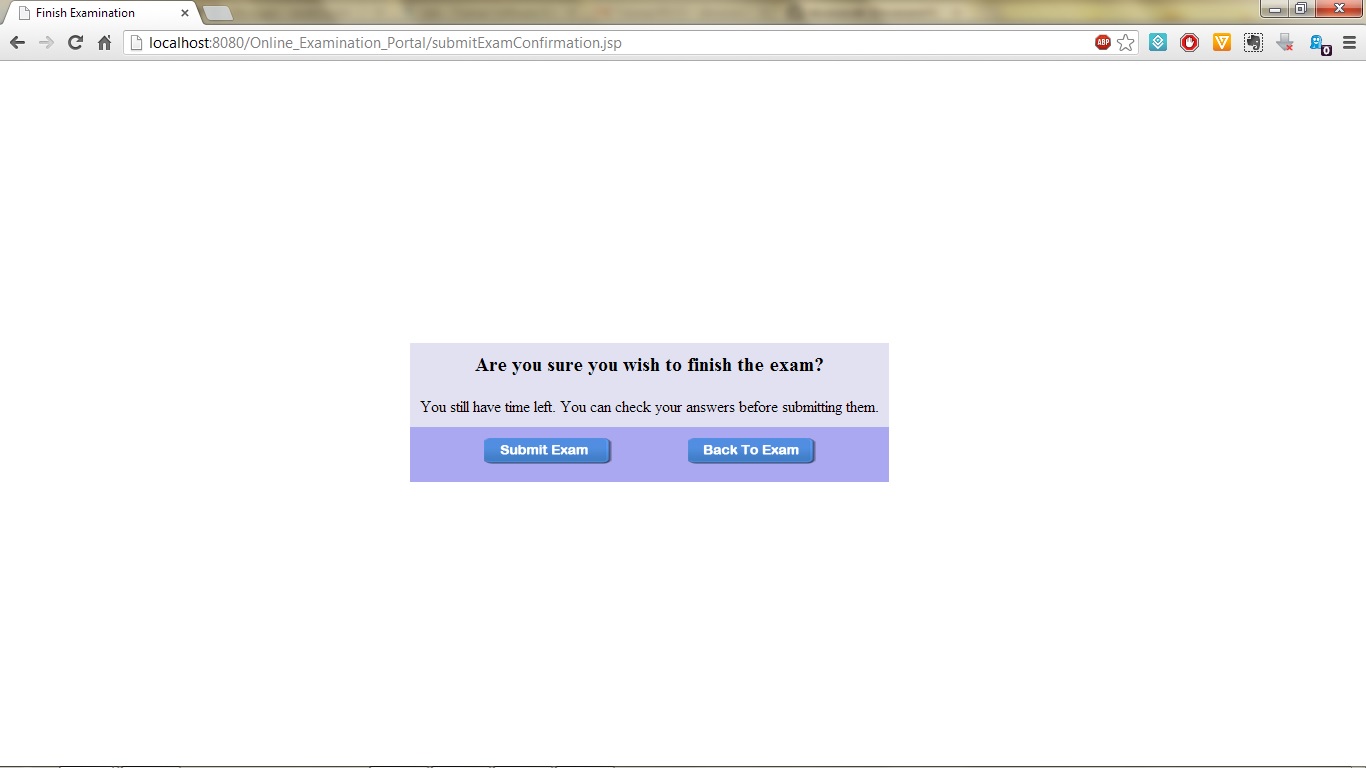 Finish Examination
localhost:8080/Online_Examination_Portal/submitExamConfirmation.jsp
ABP
0
Are you sure you wish to finish the exam?
You still have time left. You can check your answers before submitting them.
Submit Exam
Back To Exam